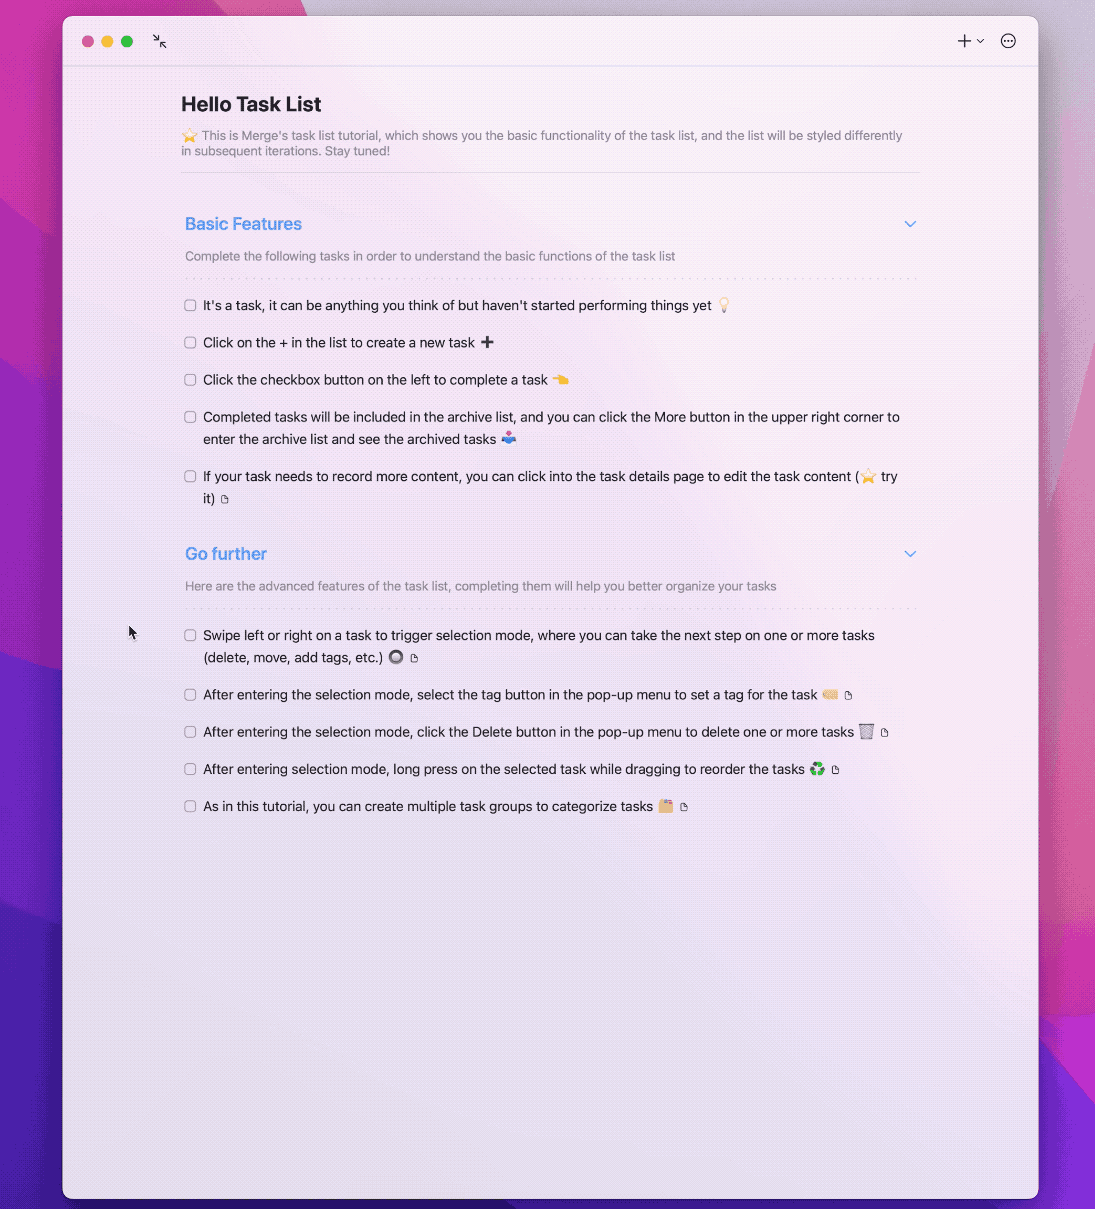 Hello Task List
⭐ This is Merge's task list tutorial, which shows you the basic functionality of the task list, and the list will be styled differently
in subsequent iterations. Stay tuned!
Basic Features
Complete the following tasks in order to understand the basic functions of the task list
It's a task, it can be anything you think of but haven't started performing things yet 💡
Click on the + in the list to create a new task ➕
Click the checkbox button on the left to complete a task 👈
Completed tasks will be included in the archive list, and you can click the More button in the upper right corner to
enter the archive list and see the archived tasks 📥
If your task needs to record more content, you can click into the task details page to edit the task content (⭐ try
it)
Go further
Here are the advanced features of the task list, completing them will help you better organize your tasks
Swipe left or right on a task to trigger selection mode, where you can take the next step on one or more tasks
(delete, move, add tags, etc.) 🔘
After entering the selection mode, select the tag button in the pop-up menu to set a tag for the task 🏷️
After entering the selection mode, click the Delete button in the pop-up menu to delete one or more tasks 🗑️
After entering selection mode, long press on the selected task while dragging to reorder the tasks ♻️
As in this tutorial, you can create multiple task groups to categorize tasks 🗂️